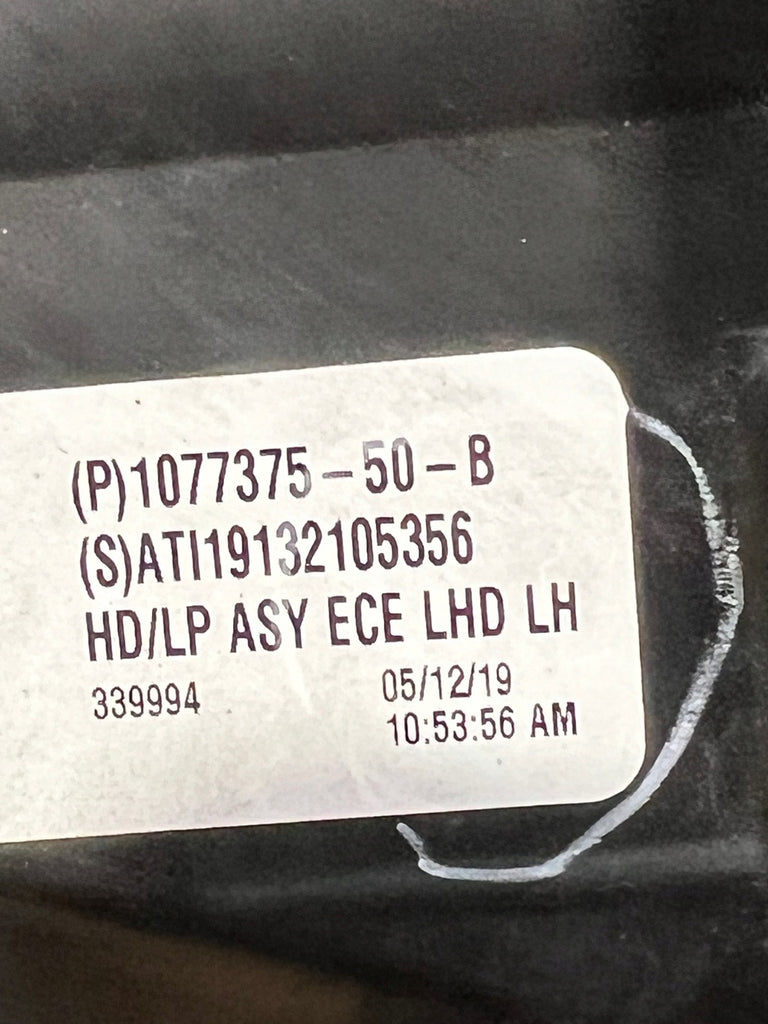 (P)1077375-50-B
(S)ATI19132105356
HD/LP ASY ECE LHD LH
339994 05/12/19
10:53:56 AM